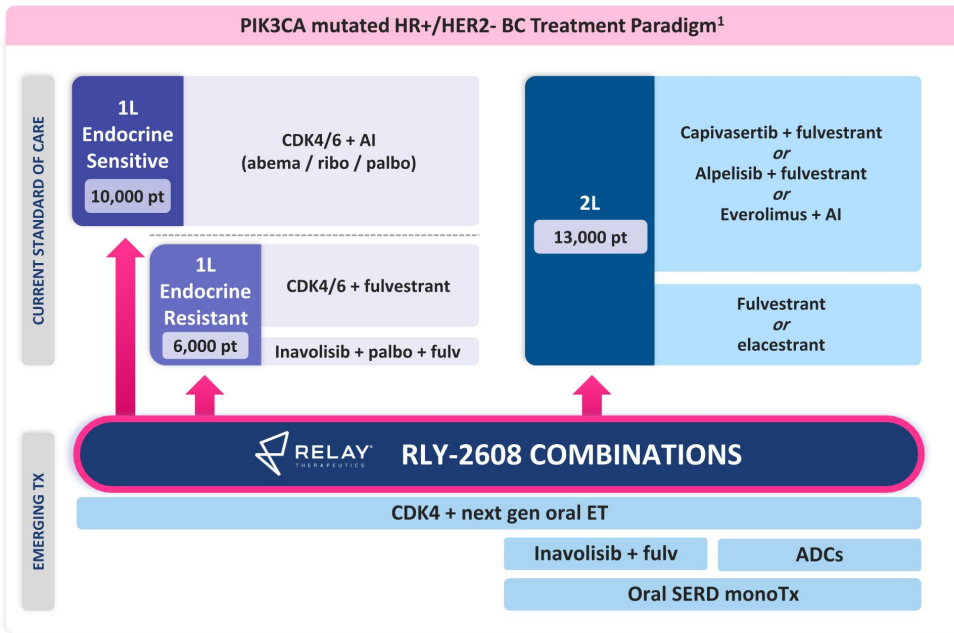 PIK3CA mutated HR+/HER2- BC Treatment Paradigm¹
CURRENT STANDARD OF CARE
1L
Endocrine
Sensitive
10,000 pt
CDK4/6 + AI
(abema / ribo / palbo)
1L
Endocrine
Resistant
6,000 pt
CDK4/6 + fulvestrant
Inavolisib + palbo + fulv
2L
13,000 pt
Capivasertib + fulvestrant
or
Alpelisib + fulvestrant
or
Everolimus + AI
Fulvestrant
or
elacestrant
EMERGING TX
RELAY®
THERAPEUTICS
RLY-2608 COMBINATIONS
CDK4 + next gen oral ET
Inavolisib + fulv
ADCs
Oral SERD monoTx